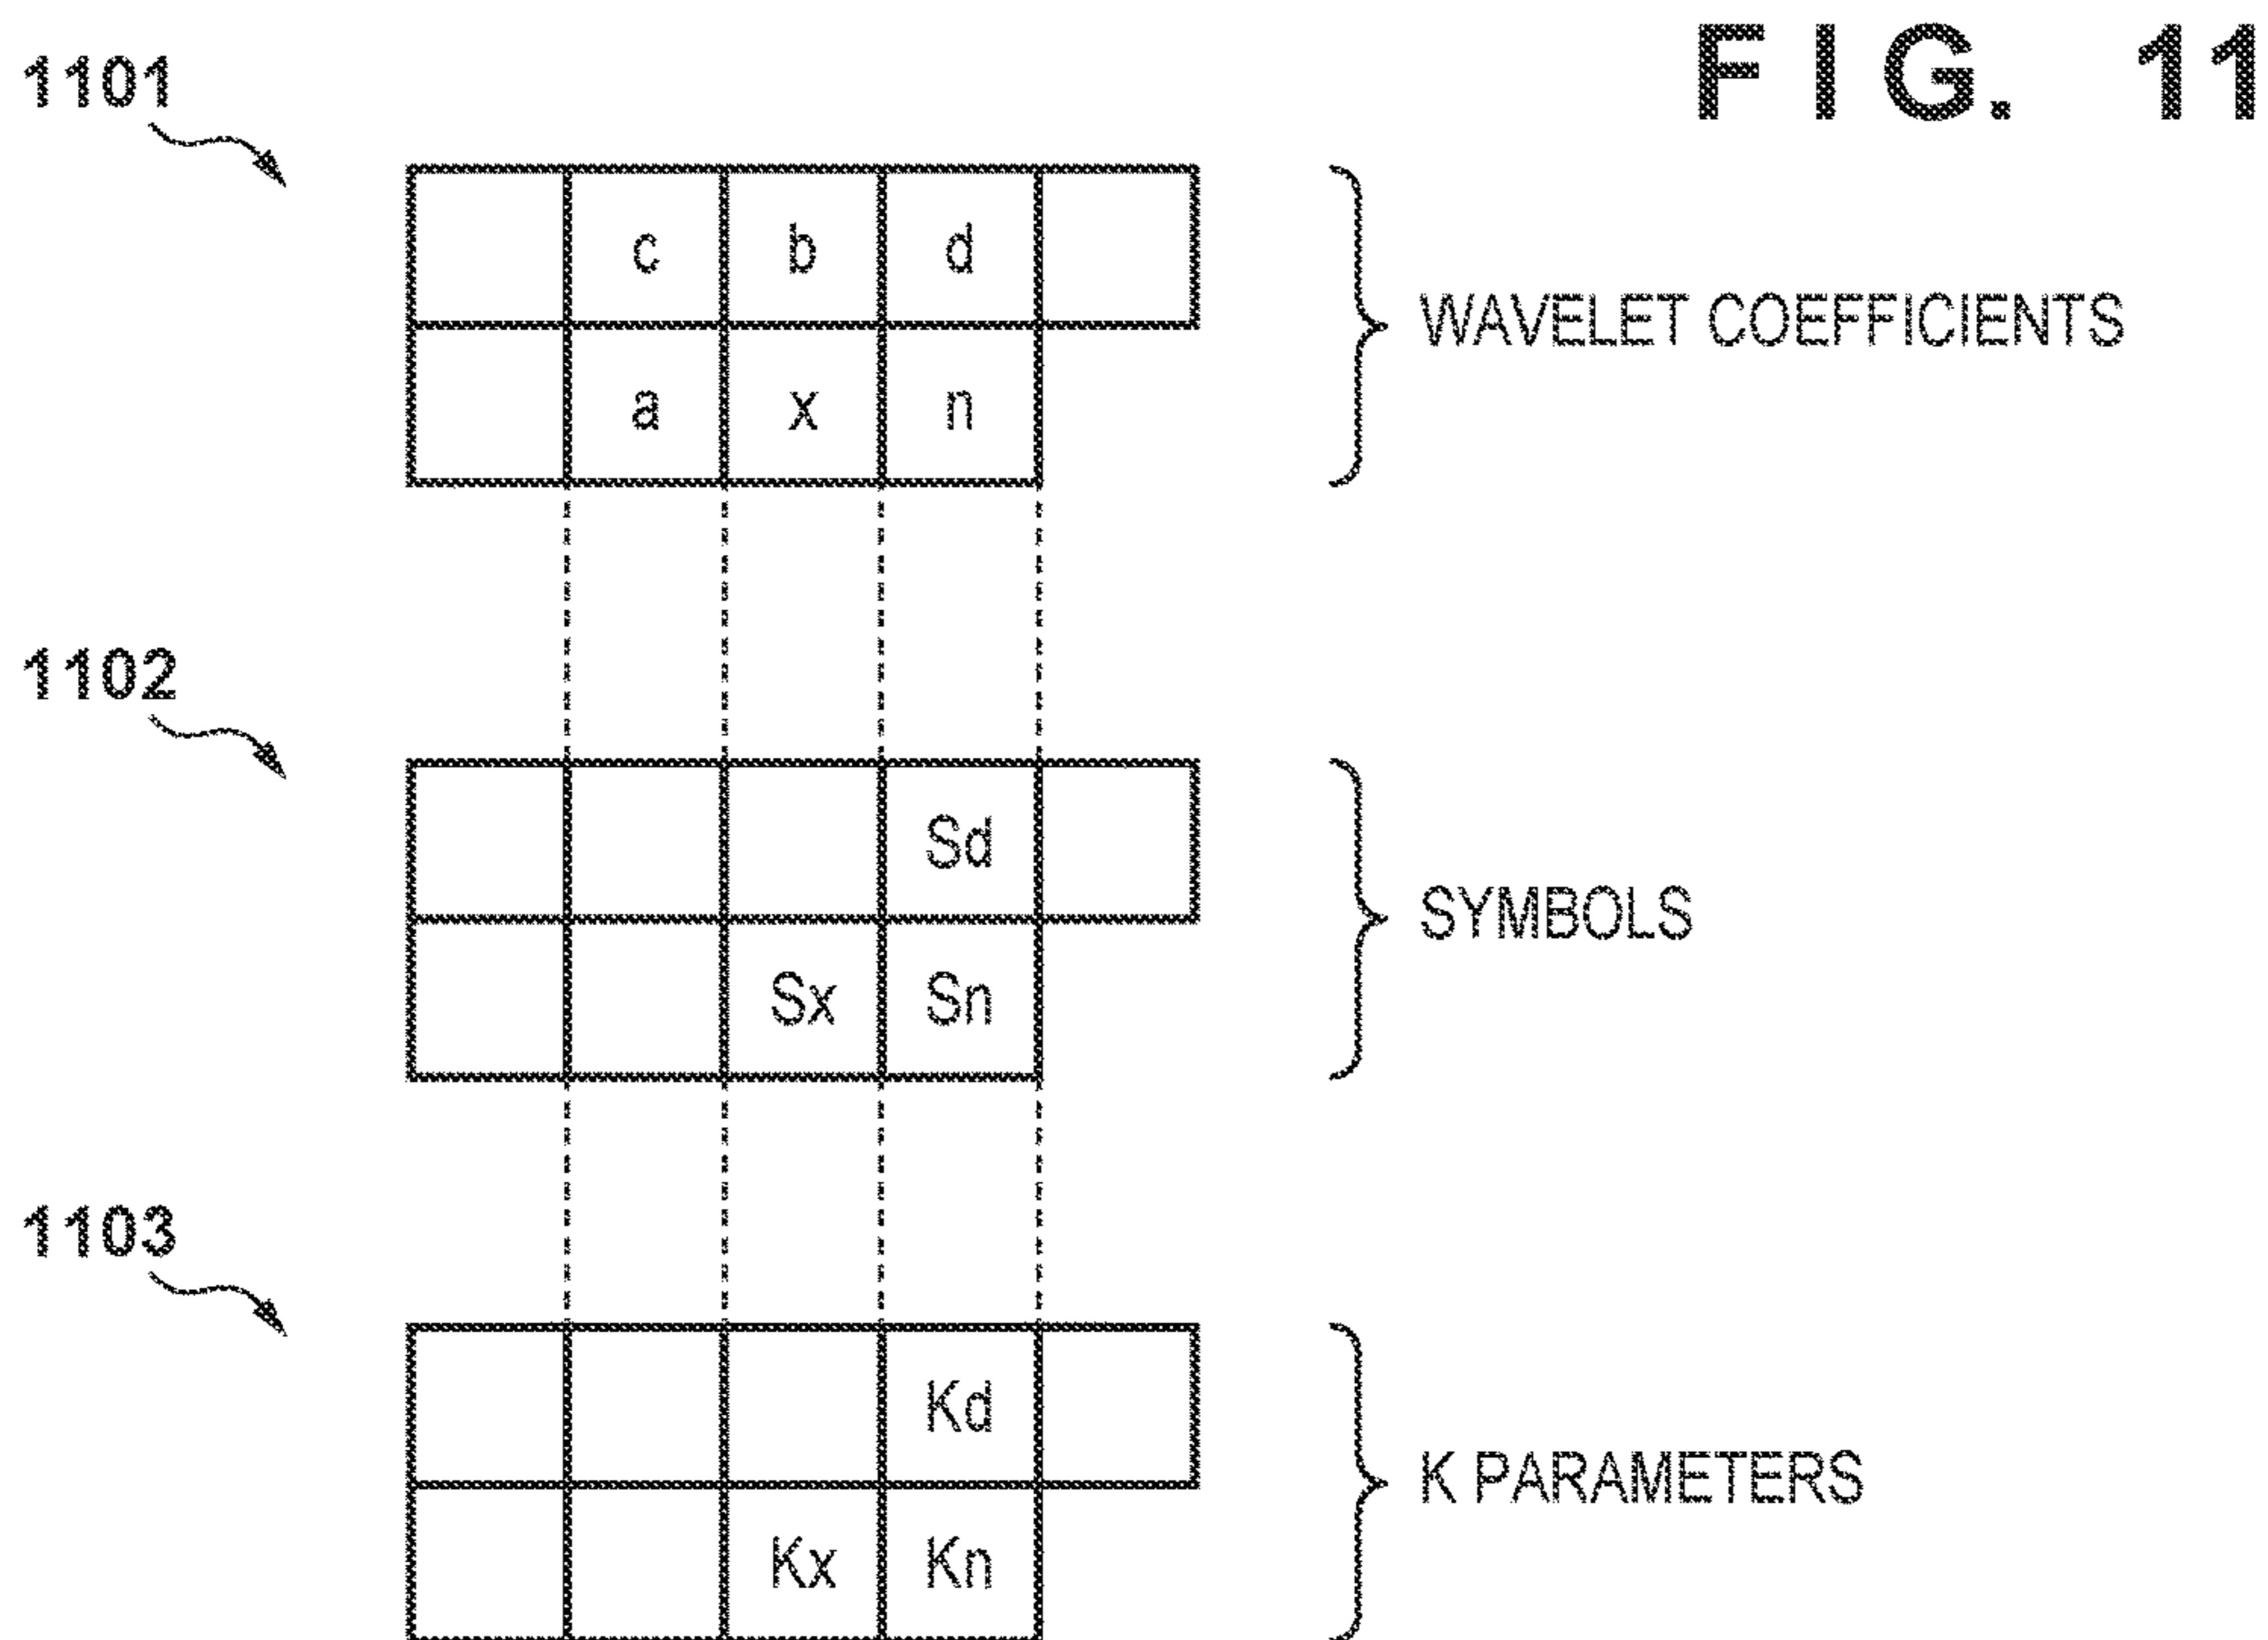 FIG. 11
1101
c b d
WAVELET COEFFICIENTS
a x n
1102
Sd
SYMBOLS
Sx Sn
1103
Kd
K PARAMETERS
Kx Kn